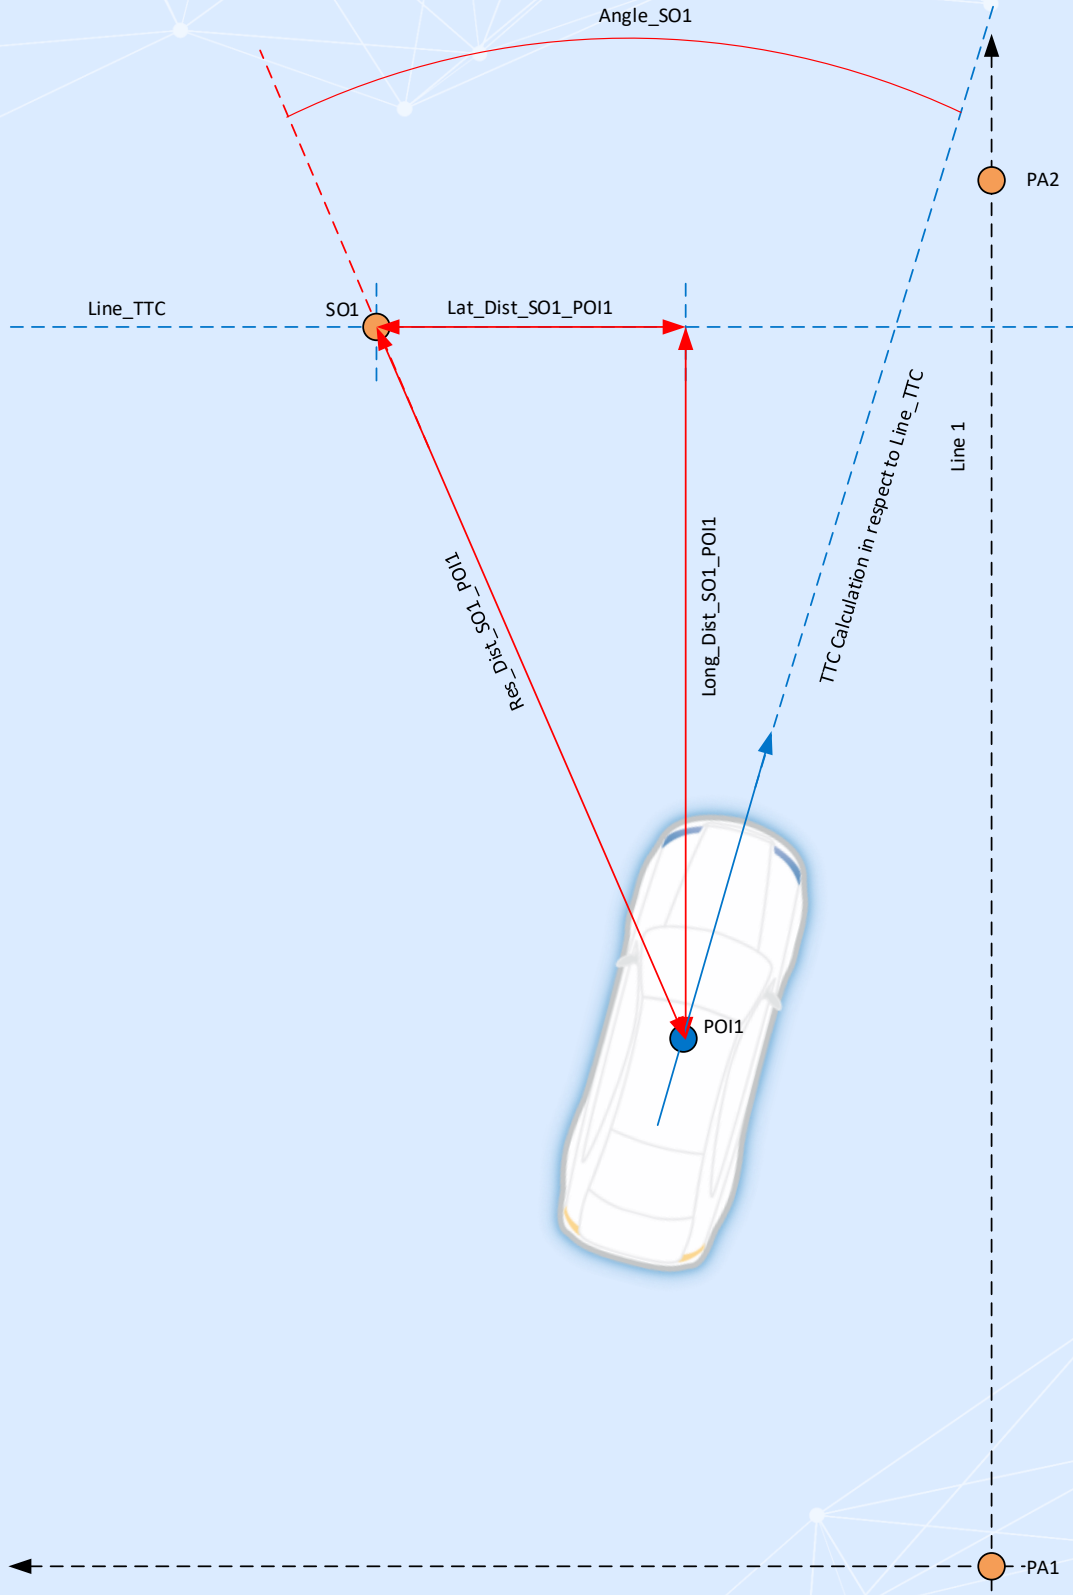 Angle_SO1
PA2
Line_TTC
SO1
Lat_Dist_SO1_POI1
TTC Calculation in respect to Line_TTC
Line 1
Res_Dist_SO1_POI1
Long_Dist_SO1_POI1
POI1
PA1